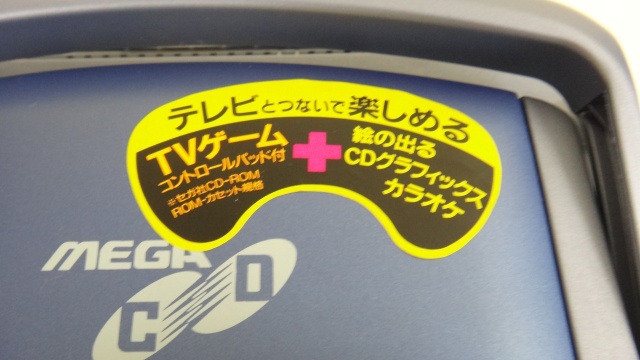 テレビとつないで楽しめる
TVゲーム
コントロールパッド付
※セガ社CD-ROM
ROM・カセット規格
+
絵の出る
CDグラフィックス
カラオケ
MEGA
CD